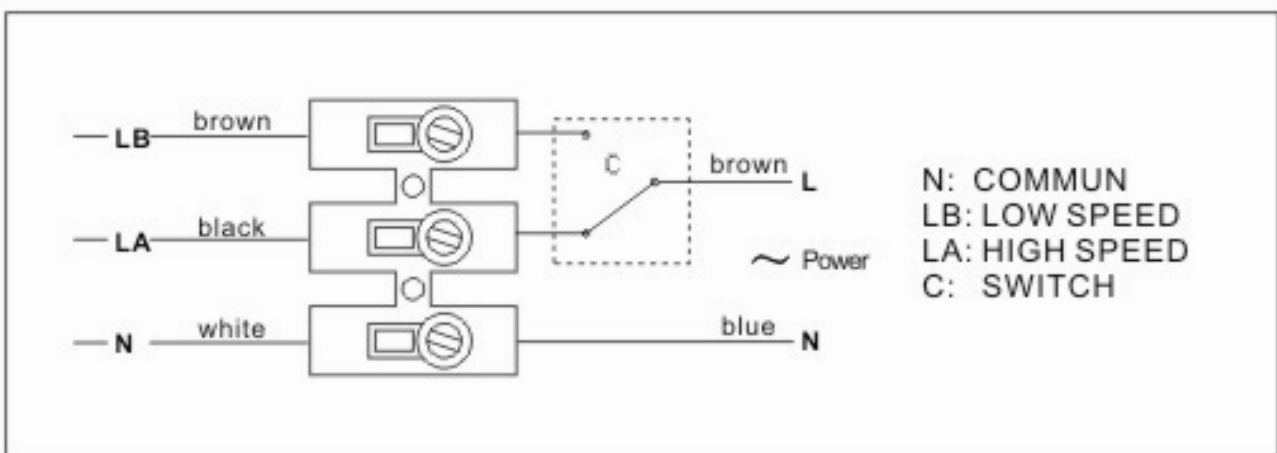 LB brown
LA black
N white
C
brown L
~ Power
blue N
N: COMMUN
LB: LOW SPEED
LA: HIGH SPEED
C: SWITCH